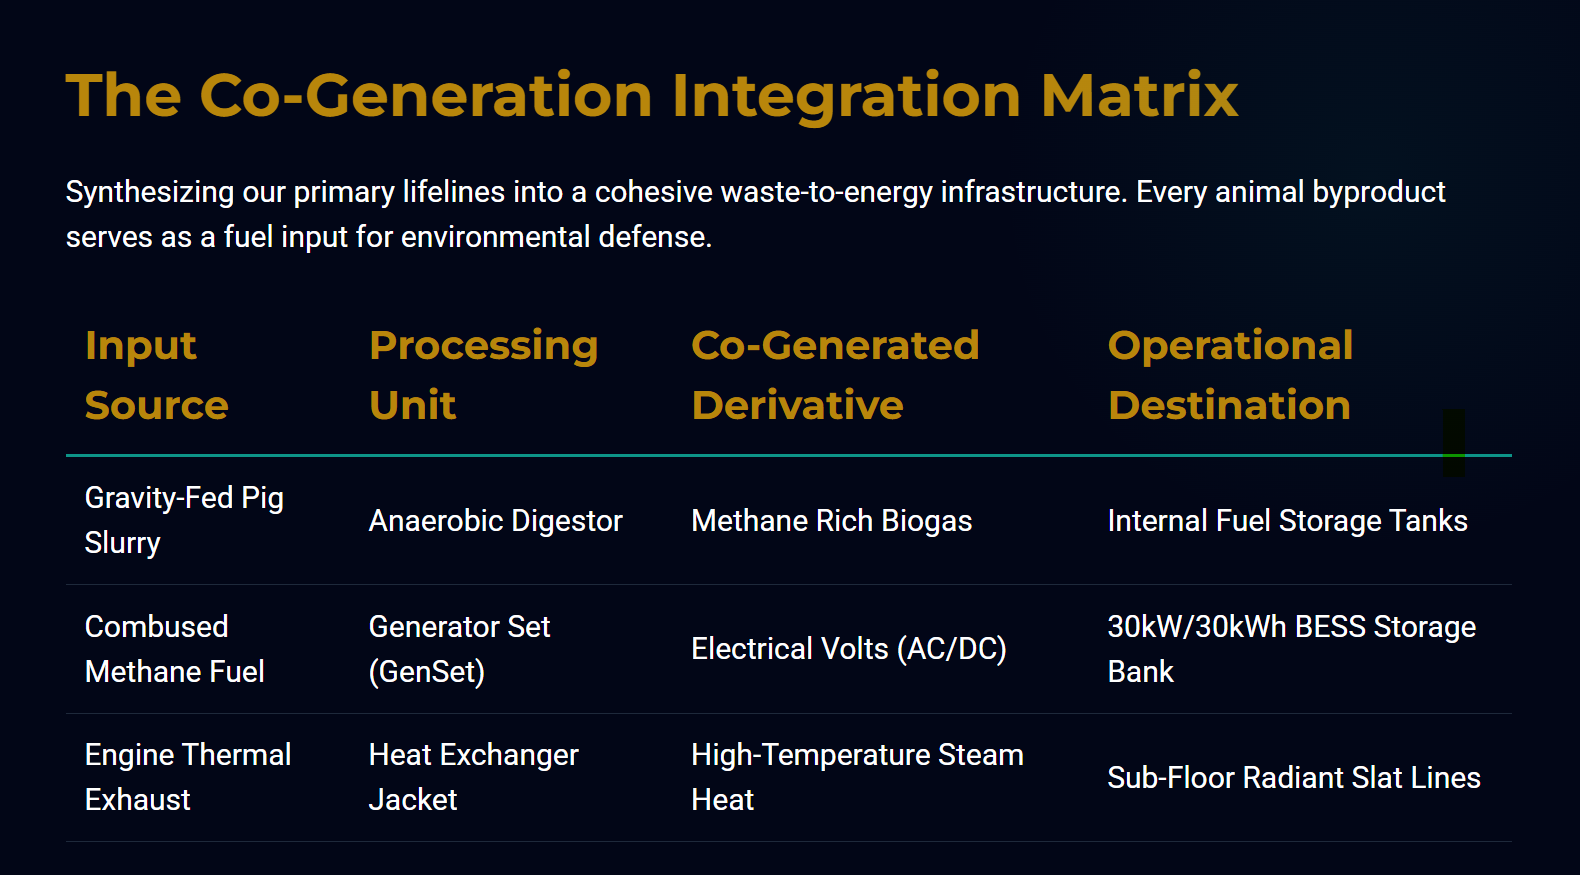 The Co-Generation Integration Matrix
Synthesizing our primary lifelines into a cohesive waste-to-energy infrastructure. Every animal byproduct
serves as a fuel input for environmental defense.
Input
Source
Processing
Unit
Co-Generated
Derivative
Operational
Destination
Gravity-Fed Pig
Slurry
Anaerobic Digestor
Methane Rich Biogas
Internal Fuel Storage Tanks
Combused
Methane Fuel
Generator Set
(GenSet)
Electrical Volts (AC/DC)
30kW/30kWh BESS Storage
Bank
Engine Thermal
Exhaust
Heat Exchanger
Jacket
High-Temperature Steam
Heat
Sub-Floor Radiant Slat Lines